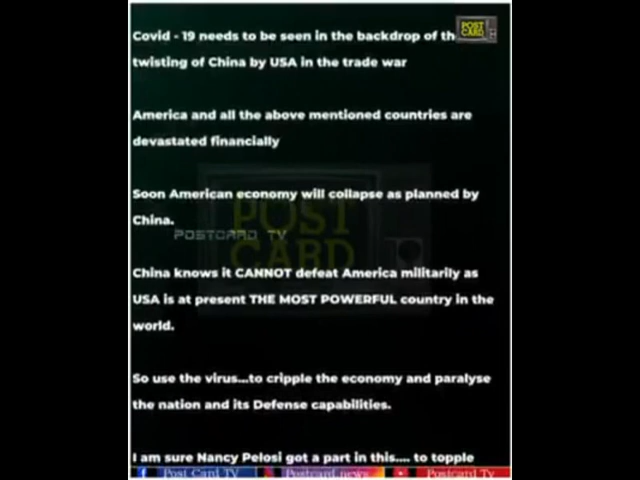 Covid - 19 needs to be seen in the backdrop of
twisting of China by USA in the trade war
America and all the above mentioned countries are
devastated financially
Soon American economy will collapse as planned by
China.
China knows it CANNOT defeat America militarily as
USA is at present THE MOST POWERFUL country in the
world.
So use the virus...to cripple the economy and paralyse
the nation and its Defense capabilities.
I am sure Nancy Pelosi got a part in this.... to topple
POST
CARD
POST
CARD
POSTCARD TV
Post Card TV
Postcard news
Postcard Tv